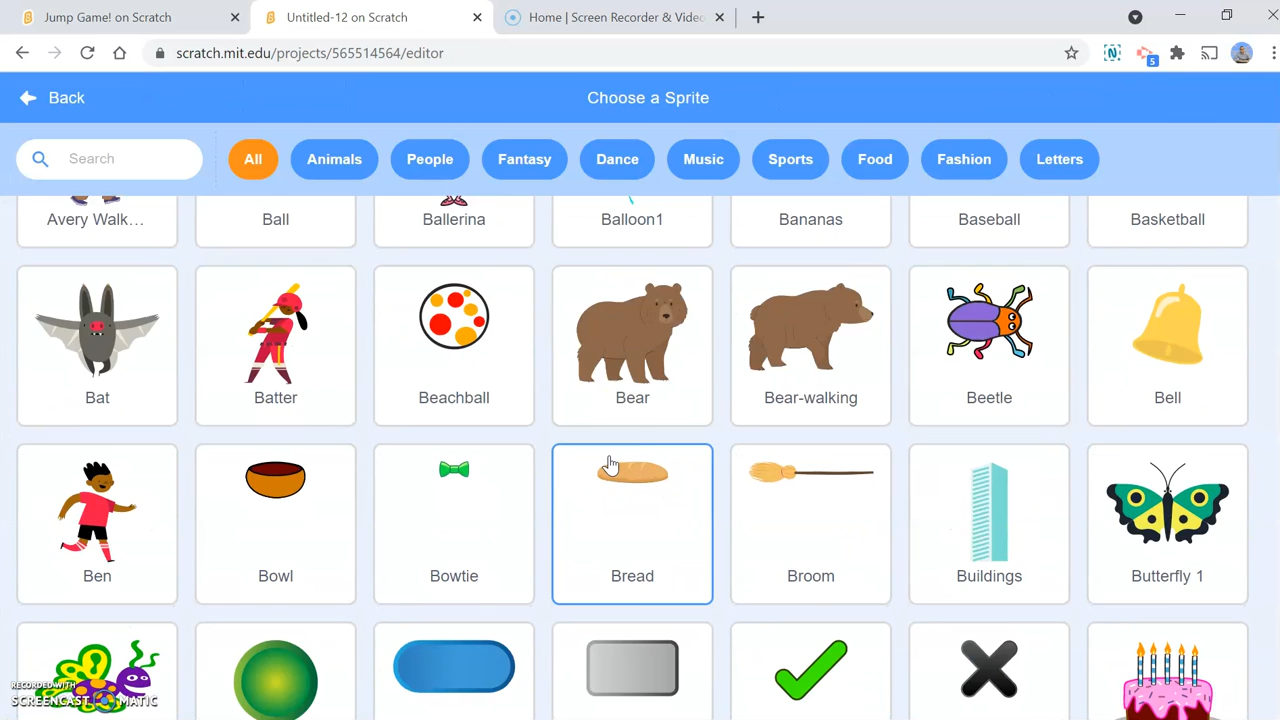 Jump Game! on Scratch
Untitled-12 on Scratch
Home | Screen Recorder & Video
scratch.mit.edu/projects/565514564/editor
N
5
Back
Choose a Sprite
Search
All
Animals
People
Fantasy
Dance
Music
Sports
Food
Fashion
Letters
Avery Walk…
Ball
Ballerina
Balloon1
Bananas
Baseball
Basketball
Bat
Batter
Beachball
Bear
Bear-walking
Beetle
Bell
Ben
Bowl
Bowtie
Bread
Broom
Buildings
Butterfly 1
RECORDED WITH
SCREENCAST MATIC